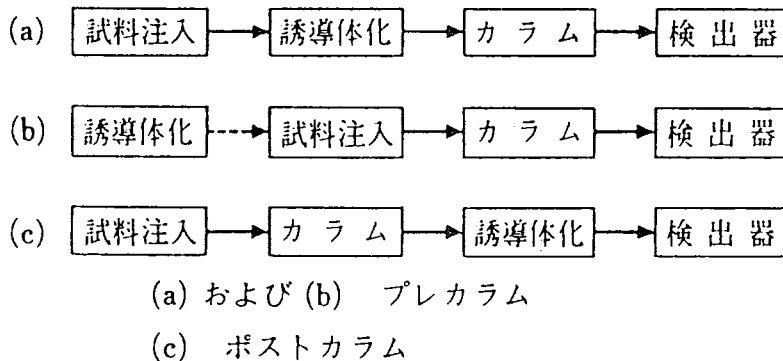 (a) 試料注入 誘導体化 カラム 検出器
(b) 誘導体化 試料注入 カラム 検出器
(c) 試料注入 カラム 誘導体化 検出器
(a) および (b) プレカラム
(c) ポストカラム